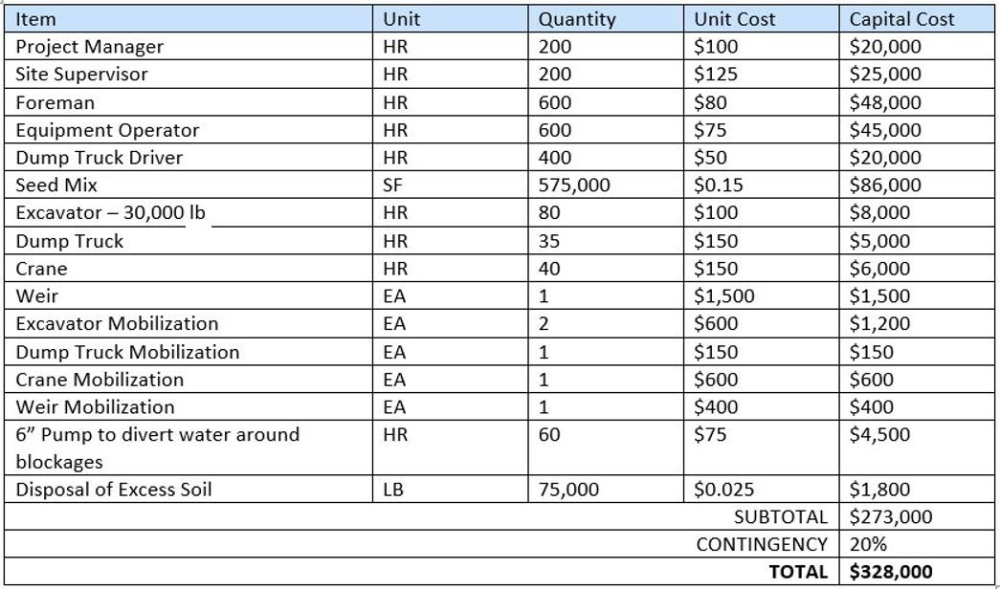 Item Unit Quantity Unit Cost Capital Cost
Project Manager HR 200 $100 $20,000
Site Supervisor HR 200 $125 $25,000
Foreman HR 600 $80 $48,000
Equipment Operator HR 600 $75 $45,000
Dump Truck Driver HR 400 $50 $20,000
Seed Mix SF 575,000 $0.15 $86,000
Excavator – 30,000 lb HR 80 $100 $8,000
Dump Truck HR 35 $150 $5,000
Crane HR 40 $150 $6,000
Weir EA 1 $1,500 $1,500
Excavator Mobilization EA 2 $600 $1,200
Dump Truck Mobilization EA 1 $150 $150
Crane Mobilization EA 1 $600 $600
Weir Mobilization EA 1 $400 $400
6” Pump to divert water around HR 60 $75 $4,500
blockages
Disposal of Excess Soil LB 75,000 $0.025 $1,800
SUBTOTAL $273,000
CONTINGENCY 20%
TOTAL $328,000